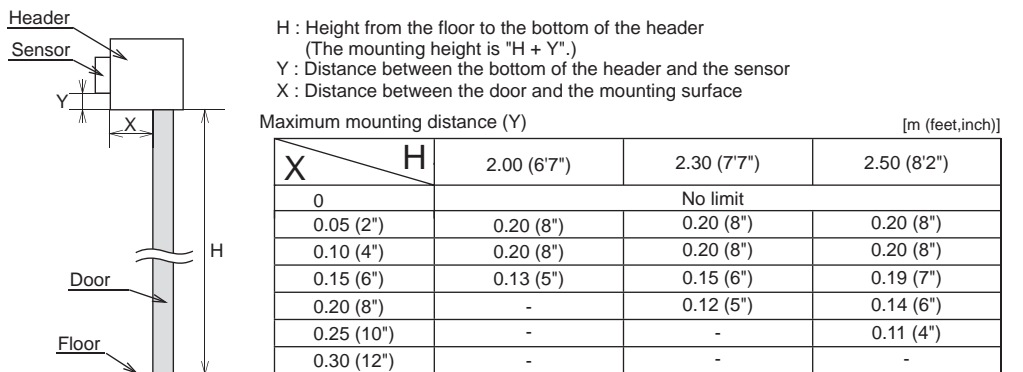 Header
Sensor
Y
X
H
Door
Floor
H : Height from the floor to the bottom of the header
(The mounting height is "H + Y".)
Y : Distance between the bottom of the header and the sensor
X : Distance between the door and the mounting surface
Maximum mounting distance (Y) [m (feet,inch)]
X H 2.00 (6'7") 2.30 (7'7") 2.50 (8'2")
0 No limit
0.05 (2") 0.20 (8") 0.20 (8") 0.20 (8")
0.10 (4") 0.20 (8") 0.20 (8") 0.20 (8")
0.15 (6") 0.13 (5") 0.15 (6") 0.19 (7")
0.20 (8") - 0.12 (5") 0.14 (6")
0.25 (10") - - 0.11 (4")
0.30 (12") - - -